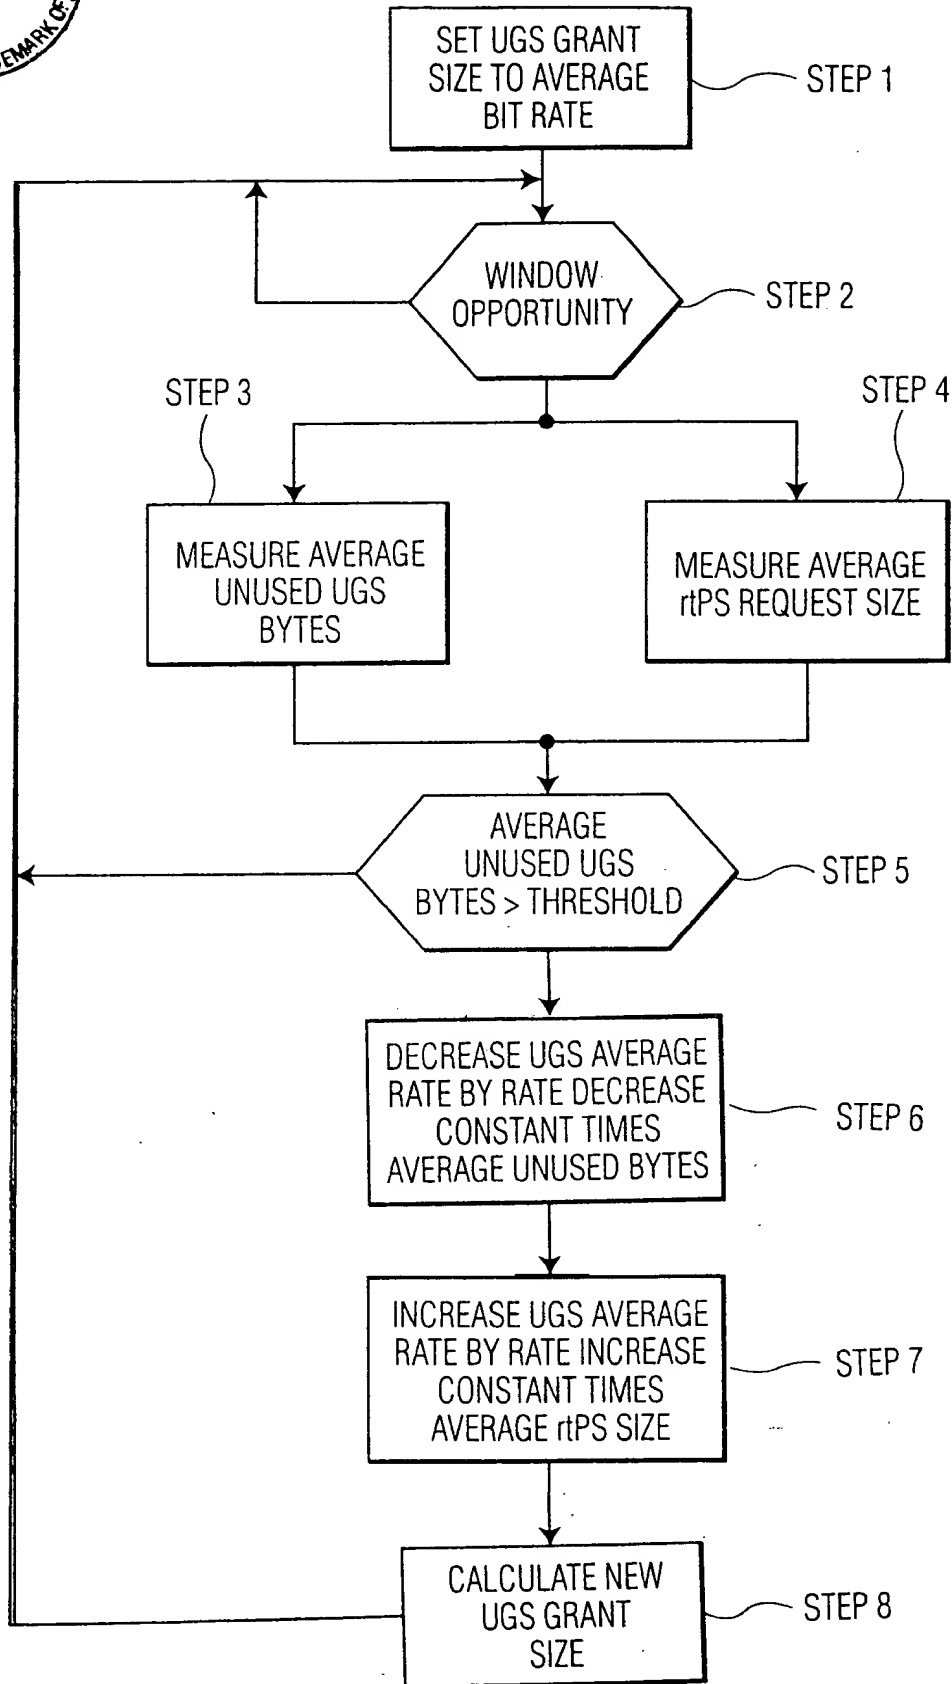 EMARK OF
SET UGS GRANT
SIZE TO AVERAGE
BIT RATE
STEP 1
WINDOW
OPPORTUNITY
STEP 2
STEP 3
STEP 4
MEASURE AVERAGE
UNUSED UGS
BYTES
MEASURE AVERAGE
rtPS REQUEST SIZE
AVERAGE
UNUSED UGS
BYTES > THRESHOLD
STEP 5
DECREASE UGS AVERAGE
RATE BY RATE DECREASE
CONSTANT TIMES
AVERAGE UNUSED BYTES
STEP 6
INCREASE UGS AVERAGE
RATE BY RATE INCREASE
CONSTANT TIMES
AVERAGE rtPS SIZE
STEP 7
CALCULATE NEW
UGS GRANT
SIZE
STEP 8